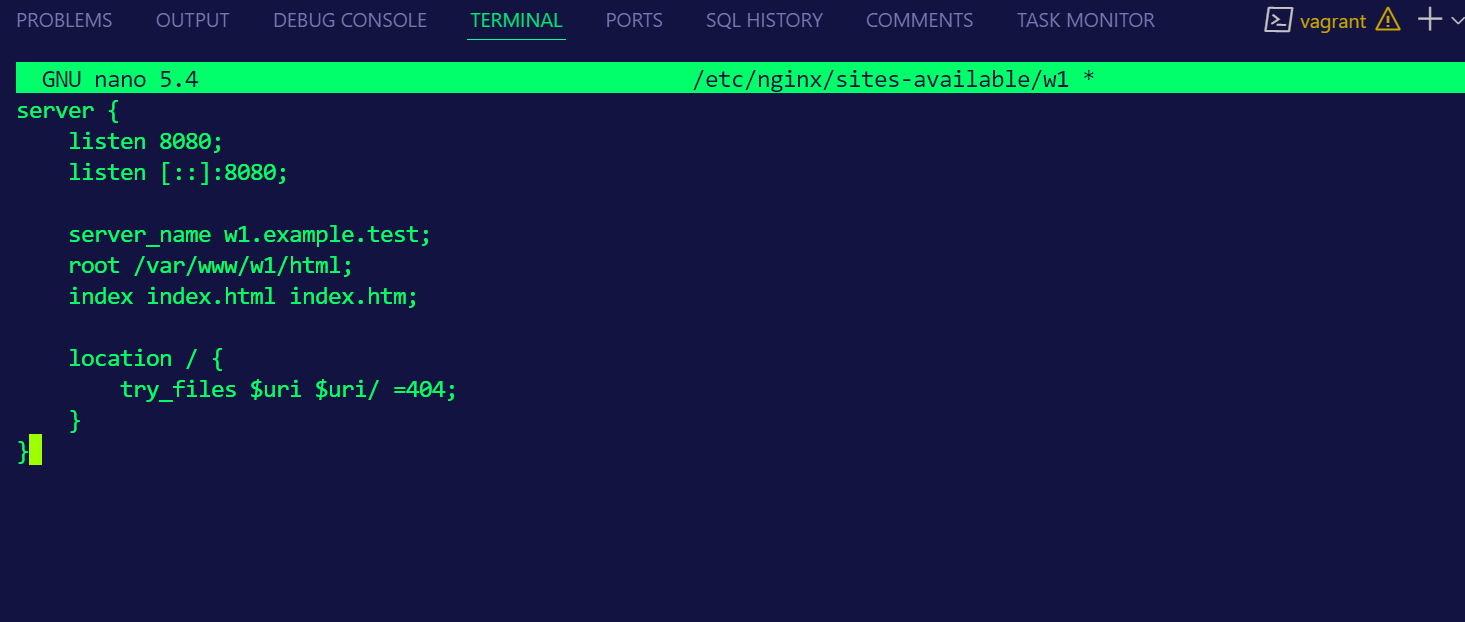 PROBLEMS OUTPUT DEBUG CONSOLE TERMINAL PORTS SQL HISTORY COMMENTS TASK MONITOR vagrant
GNU nano 5.4 /etc/nginx/sites-available/w1 *
server {
    listen 8080;
    listen [::]:8080;
    server_name w1.example.test;
    root /var/www/w1/html;
    index index.html index.htm;
    location / {
        try_files $uri $uri/ =404;
    }
}